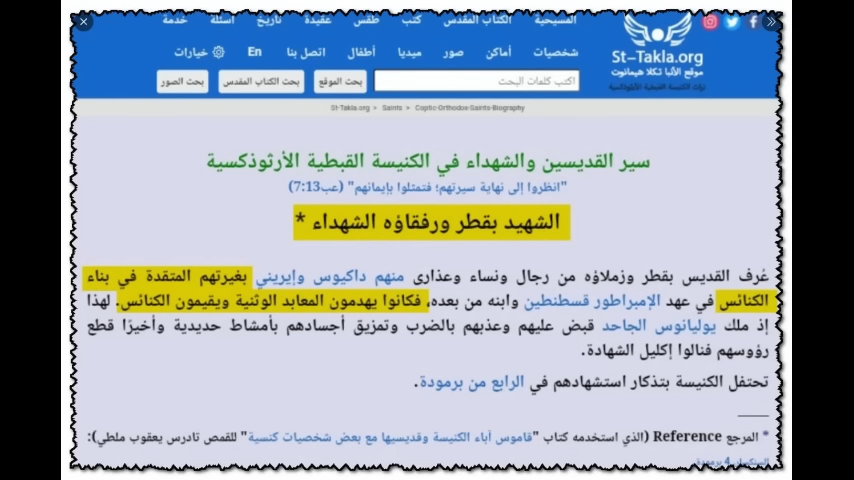 المسيحية الكتاب المقدس كتب طقس عقيدة تاريخ أسئلة خدمة
شخصيات أماكن صور ميديا أطفال اتصل بنا En خيارات
St-Takla.org
موقع الأنبا تكلا هيمانوت
تراث الكنيسة القبطية الأرثوذكسية
اكتب كلمات البحث بحث الموقع بحث الكتاب المقدس بحث الصور
St-Takla.org > Saints > Coptic-Orthodox-Saints-Biography
سير القديسين والشهداء في الكنيسة القبطية الأرثوذكسية
"انظروا إلى نهاية سيرتهم؛ فتمثلوا بإيمانهم" (عب7:13)
الشهيد بقطر ورفقاؤه الشهداء *
عُرف القديس بقطر وزملاؤه من رجال ونساء وعذارى منهم داكيوس وإيريني بغيرتهم المتقدة في بناء
الكنائس في عهد الإمبراطور قسطنطين وابنه من بعده، فكانوا يهدمون المعابد الوثنية ويقيمون الكنائس. لهذا
إذ ملك يوليانوس الجاحد قبض عليهم وعذبهم بالضرب وتمزيق أجسادهم بأمشاط حديدية وأخيرًا قطع
رؤوسهم فنالوا إكليل الشهادة.
تحتفل الكنيسة بتذكار استشهادهم في الرابع من برمودة.
* المرجع Reference (الذي استخدمه كتاب "قاموس آباء الكنيسة وقديسيها مع بعض شخصيات كنسية" للقمص تادرس يعقوب ملطي):
السنكسار، 4 برمودة.